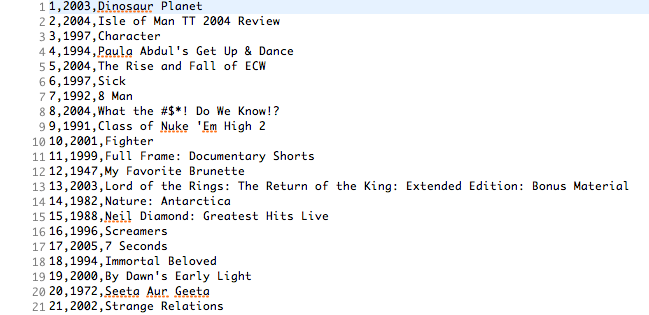 1 1,2003,Dinosaur Planet
2 2,2004,Isle of Man TT 2004 Review
3 3,1997,Character
4 4,1994,Paula Abdul's Get Up & Dance
5 5,2004,The Rise and Fall of ECW
6 6,1997,Sick
7 7,1992,8 Man
8 8,2004,What the #$*! Do We Know!?
9 9,1991,Class of Nuke 'Em High 2
10 10,2001,Fighter
11 11,1999,Full Frame: Documentary Shorts
12 12,1947,My Favorite Brunette
13 13,2003,Lord of the Rings: The Return of the King: Extended Edition: Bonus Material
14 14,1982,Nature: Antarctica
15 15,1988,Neil Diamond: Greatest Hits Live
16 16,1996,Screamers
17 17,2005,7 Seconds
18 18,1994,Immortal Beloved
19 19,2000,By Dawn's Early Light
20 20,1972,Seeta Aur Geeta
21 21,2002,Strange Relations